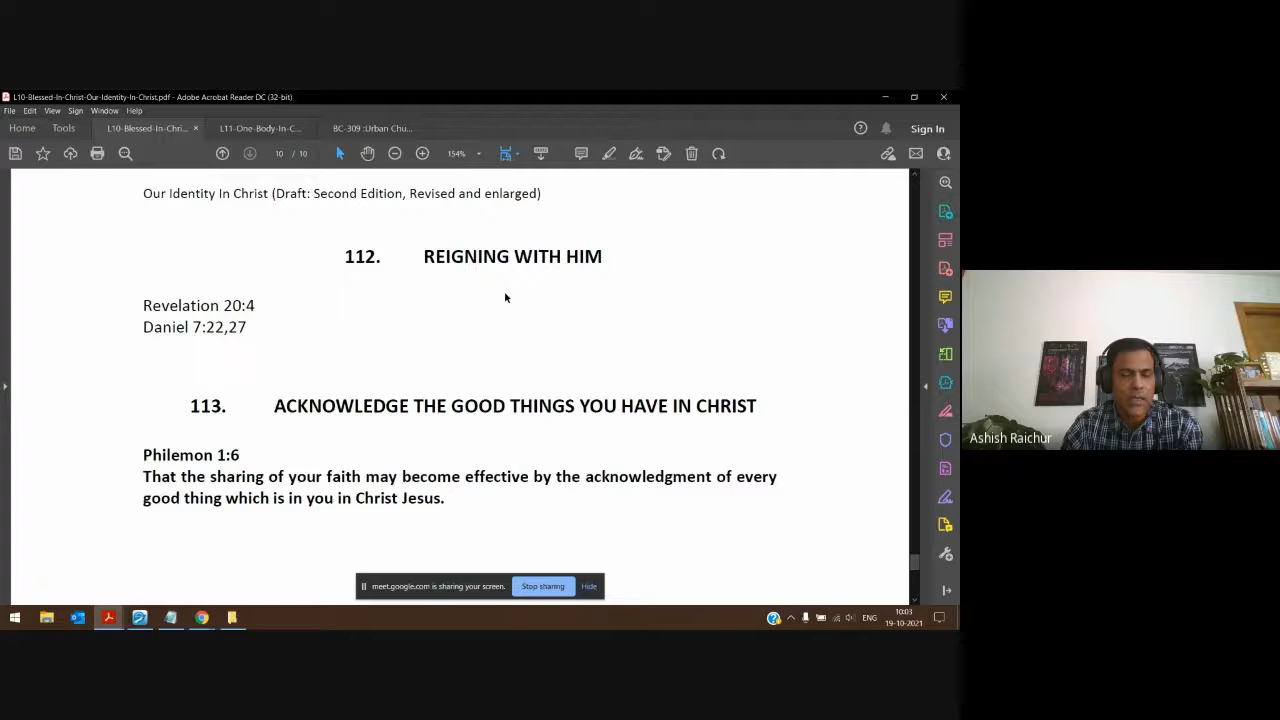 L10-Blessed-In-Christ-Our-Identity-In-Christ.pdf - Adobe Acrobat Reader DC (32-bit)
File Edit View Sign Window Help
Home Tools L10-Blessed-In-Chri... × L11-One-Body-In-C... BC-309 :Urban Chu... Sign In
10 / 10 154%
Our Identity In Christ (Draft: Second Edition, Revised and enlarged)
112. REIGNING WITH HIM
Revelation 20:4
Daniel 7:22,27
113. ACKNOWLEDGE THE GOOD THINGS YOU HAVE IN CHRIST
Philemon 1:6
That the sharing of your faith may become effective by the acknowledgment of every
good thing which is in you in Christ Jesus.
meet.google.com is sharing your screen. Stop sharing Hide
ENG 10:03
19-10-2021
Ashish Raichur